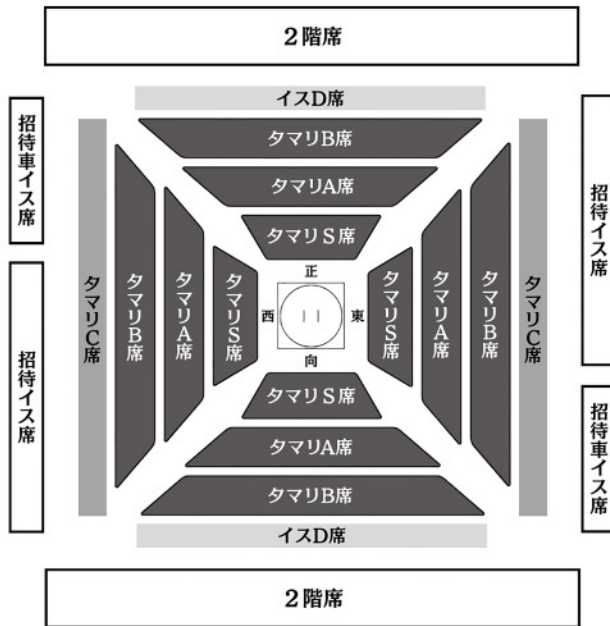 2階席
イスD席
タマリB席
タマリA席
タマリS席
招待車イス席
招待イス席
タマリC席
タマリB席
タマリA席
タマリS席
正
西
東
向
タマリS席
タマリA席
タマリB席
タマリC席
招待イス席
招待車イス席
タマリS席
タマリA席
タマリB席
イスD席
2階席